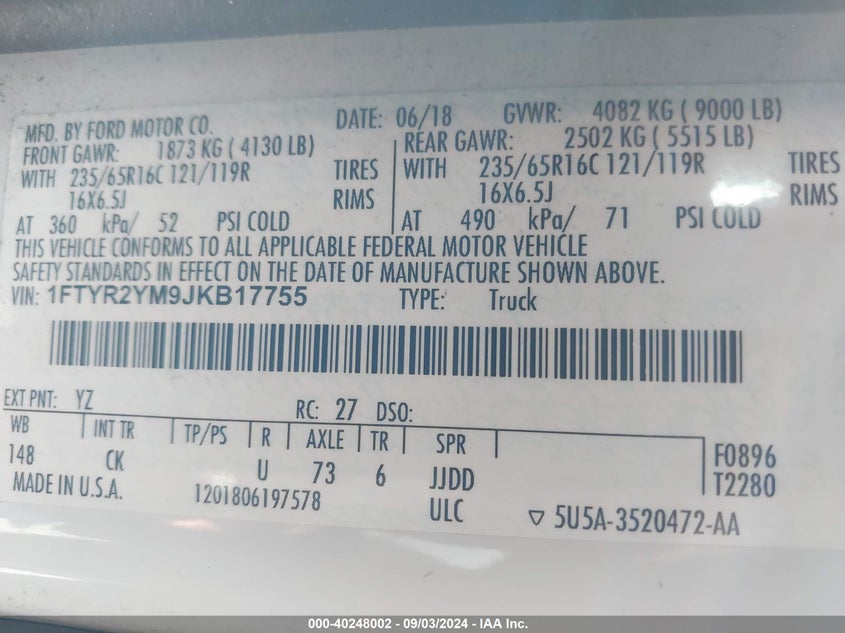 MFD. BY FORD MOTOR CO. DATE: 06/18 GVWR: 4082 KG ( 9000 LB)
FRONT GAWR: 1873 KG ( 4130 LB) REAR GAWR: 2502 KG ( 5515 LB)
WITH 235/65R16C 121/119R TIRES WITH 235/65R16C 121/119R TIRES
16X6.5J RIMS 16X6.5J RIMS
AT 360 kPa/ 52 PSI COLD AT 490 kPa/ 71 PSI COLD
THIS VEHICLE CONFORMS TO ALL APPLICABLE FEDERAL MOTOR VEHICLE
SAFETY STANDARDS IN EFFECT ON THE DATE OF MANUFACTURE SHOWN ABOVE.
VIN: 1FTYR2YM9JKB17755 TYPE: Truck
EXT PNT: YZ RC: 27 DSO:
WB INT TR TP/PS R AXLE TR SPR
148 CK U 73 6 JJDD F0896
MADE IN U.S.A. 1201806197578 ULC T2280
▽ 5U5A-3520472-AA
000-40248002 - 09/03/2024 - IAA Inc.